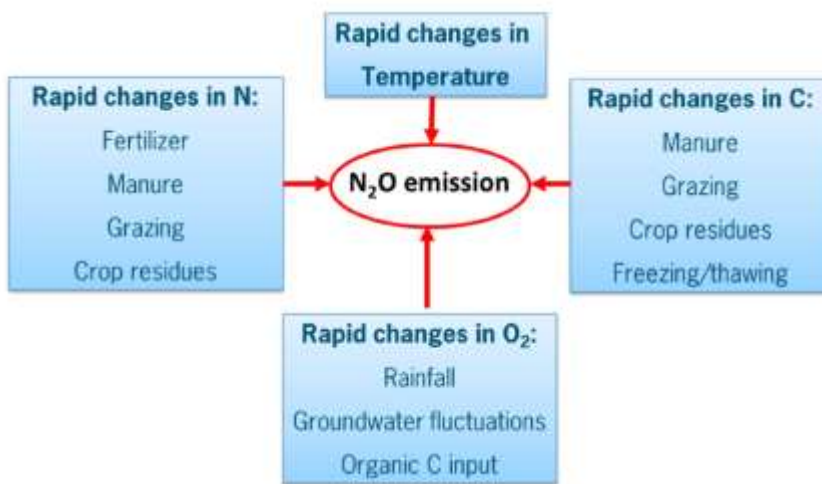 Rapid changes in
Temperature
Rapid changes in N:
Fertilizer
Manure
Grazing
Crop residues
N₂O emission
Rapid changes in C:
Manure
Grazing
Crop residues
Freezing/thawing
Rapid changes in O₂:
Rainfall
Groundwater fluctuations
Organic C input